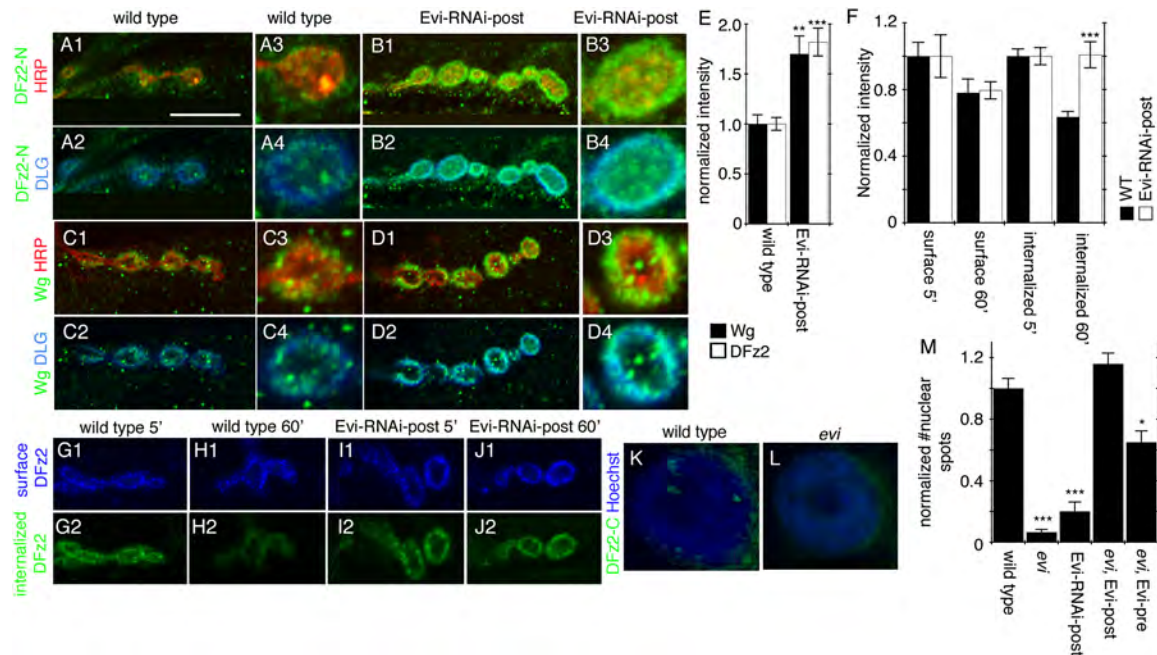 wild type wild type Evi-RNAi-post Evi-RNAi-post
DFz2-N HRP
A1 A3 B1 B3
DFz2-N DLG
A2 A4 B2 B4
Wg HRP
C1 C3 D1 D3
Wg DLG
C2 C4 D2 D4
E
normalized intensity
2.0
1.5
1.0
0.5
0
** ***
wild type
Evi-RNAi-post
Wg
DFz2
F
Normalized intensity
1.2
0.8
0.4
0
***
surface 5'
surface 60'
internalized 5'
internalized 60'
WT
Evi-RNAi-post
wild type 5' wild type 60' Evi-RNAi-post 5' Evi-RNAi-post 60'
surface DFz2
G1 H1 I1 J1
internalized DFz2
G2 H2 I2 J2
wild type evi
DFz2-C Hoechst
K L
M
normalized #nuclear
spots
1.2
0.8
0.4
0
*** *** *
wild type
evi
Evi-RNAi-post
evi, Evi-post
evi, Evi-pre